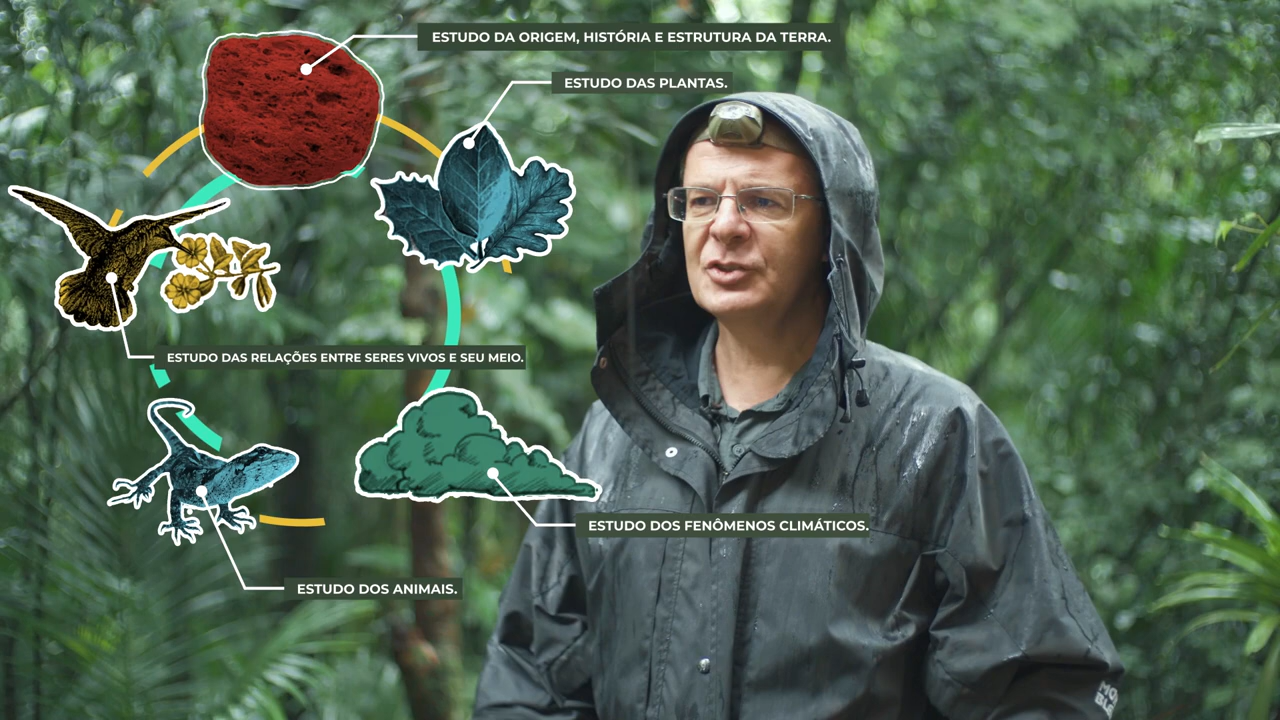 ESTUDO DA ORIGEM, HISTÓRIA E ESTRUTURA DA TERRA.
ESTUDO DAS PLANTAS.
ESTUDO DAS RELAÇÕES ENTRE SERES VIVOS E SEU MEIO.
ESTUDO DOS FENÔMENOS CLIMÁTICOS.
ESTUDO DOS ANIMAIS.